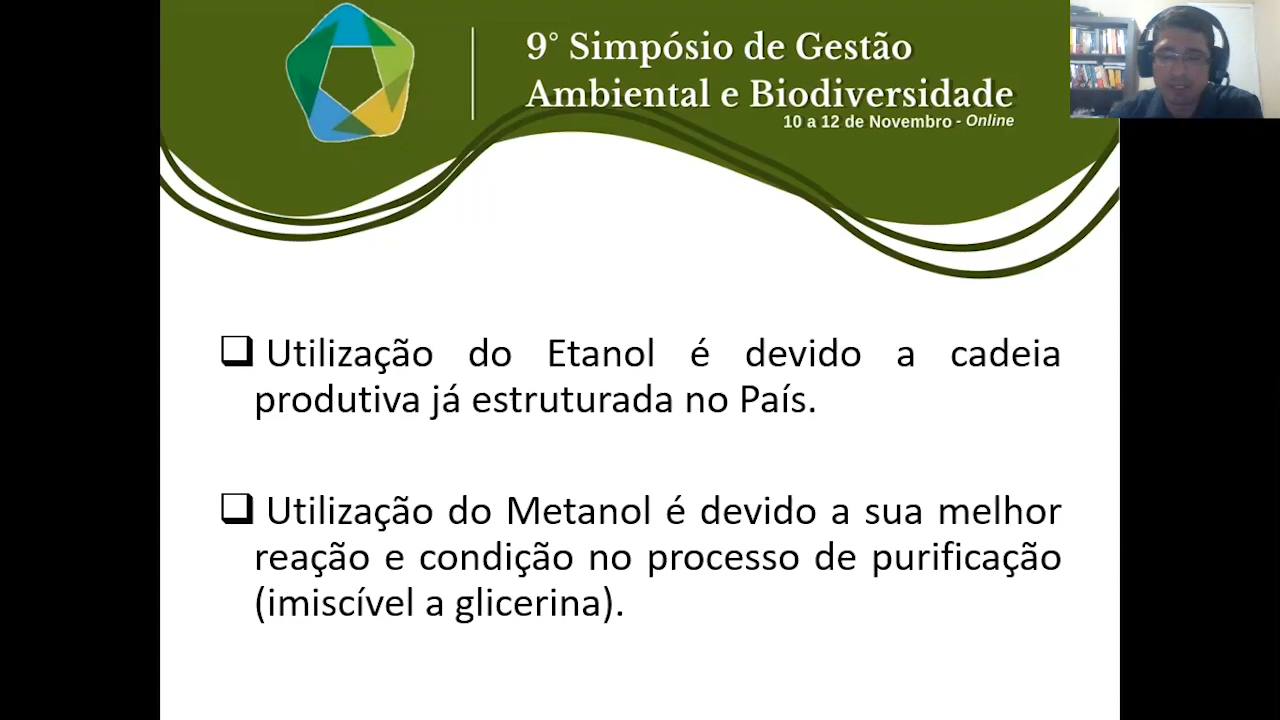 9° Simpósio de Gestão
Ambiental e Biodiversidade
10 a 12 de Novembro - Online
Utilização do Etanol é devido a cadeia
produtiva já estruturada no País.
Utilização do Metanol é devido a sua melhor
reação e condição no processo de purificação
(imiscível a glicerina).